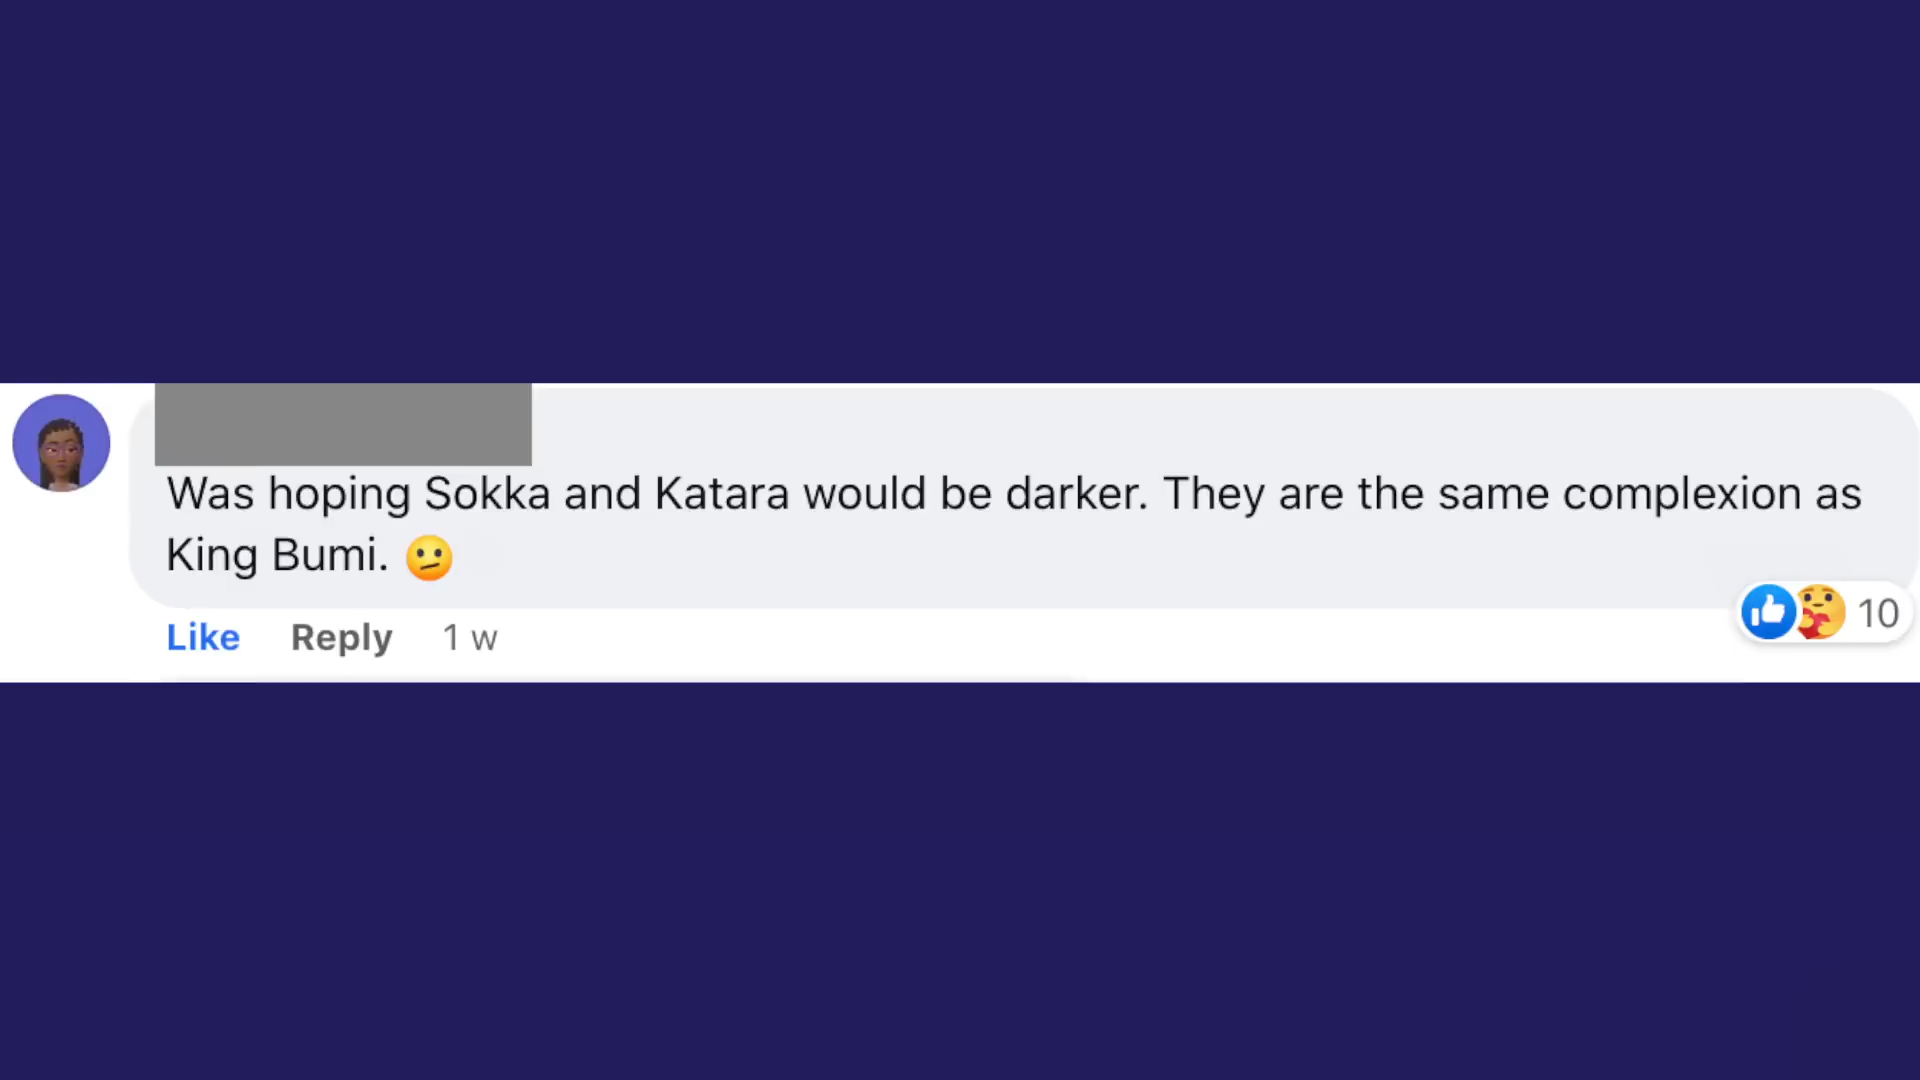 Was hoping Sokka and Katara would be darker. They are the same complexion as
King Bumi. 🫤
Like Reply 1 w
10